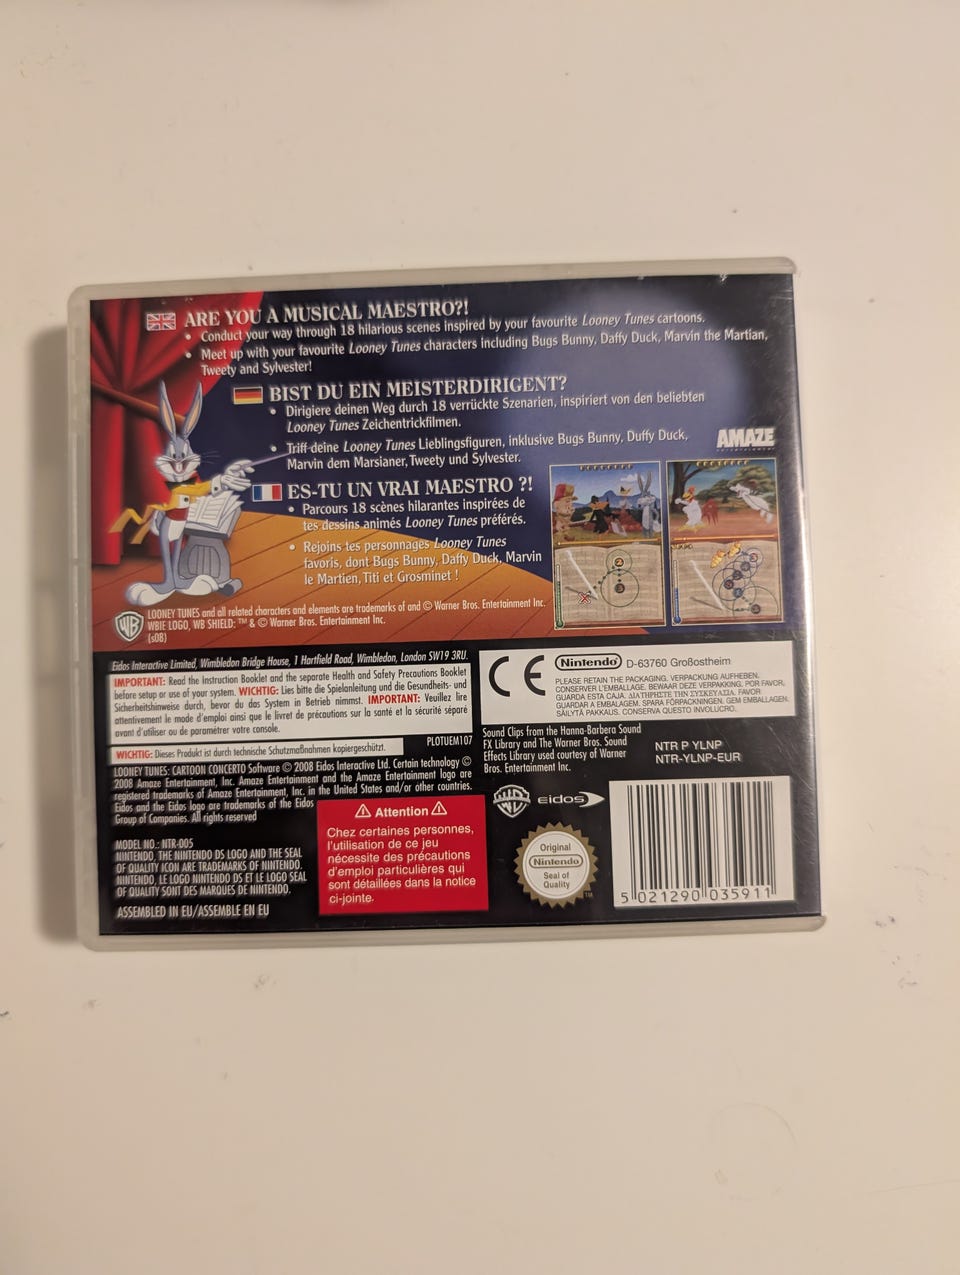 ARE YOU A MUSICAL MAESTRO?!
• Conduct your way through 18 hilarious scenes inspired by your favourite Looney Tunes cartoons.
• Meet up with your favourite Looney Tunes characters including Bugs Bunny, Daffy Duck, Marvin the Martian,
Tweety and Sylvester!
BIST DU EIN MEISTERDIRIGENT?
• Dirigiere deinen Weg durch 18 verrückte Szenarien, inspiriert von den beliebten
Looney Tunes Zeichentrickfilmen.
• Triff deine Looney Tunes Lieblingsfiguren, inklusive Bugs Bunny, Duffy Duck,
Marvin dem Marsianer, Tweety und Sylvester.
AMAZE
ENTERTAINMENT
ES-TU UN VRAI MAESTRO ?!
• Parcours 18 scènes hilarantes inspirées de
tes dessins animés Looney Tunes préférés.
• Rejoins tes personnages Looney Tunes
favoris, dont Bugs Bunny, Daffy Duck, Marvin
le Martien, Titi et Grosminet !
WB
LOONEY TUNES and all related characters and elements are trademarks of and © Warner Bros. Entertainment Inc.
WBIE LOGO, WB SHIELD: ™ & © Warner Bros. Entertainment Inc.
(s08)
Eidos Interactive Limited, Wimbledon Bridge House, 1 Hartfield Road, Wimbledon, London SW19 3RU.
IMPORTANT: Read the Instruction Booklet and the separate Health and Safety Precautions Booklet
before setup or use of your system. WICHTIG: Lies bitte die Spielanleitung und die Gesundheits- und
Sicherheitshinweise durch, bevor du das System in Betrieb nimmst. IMPORTANT: Veuillez lire
attentivement le mode d'emploi ainsi que le livret de précautions sur la santé et la sécurité séparé
avant d'utiliser ou de paramétrer votre console.
PLOTUEM107
WICHTIG: Dieses Produkt ist durch technische Schutzmaßnahmen kopiergeschützt.
LOONEY TUNES: CARTOON CONCERTO Software © 2008 Eidos Interactive Ltd. Certain technology ©
2008 Amaze Entertainment, Inc. Amaze Entertainment and the Amaze Entertainment logo are
registered trademarks of Amaze Entertainment, Inc. in the United States and/or other countries.
Eidos and the Eidos logo are trademarks of the Eidos
Group of Companies. All rights reserved
MODEL NO.: NTR-005
NINTENDO, THE NINTENDO DS LOGO AND THE SEAL
OF QUALITY ICON ARE TRADEMARKS OF NINTENDO.
NINTENDO, LE LOGO NINTENDO DS ET LE LOGO SEAL
OF QUALITY SONT DES MARQUES DE NINTENDO.
ASSEMBLED IN EU/ASSEMBLE EN EU
Attention
Chez certaines personnes,
l'utilisation de ce jeu
nécessite des précautions
d'emploi particulières qui
sont détaillées dans la notice
ci-jointe.
CE
Nintendo D-63760 Großostheim
PLEASE RETAIN THE PACKAGING. VERPACKUNG AUFHEBEN.
CONSERVER L'EMBALLAGE. BEWAAR DEZE VERPAKKING. POR FAVOR,
GUARDA ESTA CAJA. ΔΙΑΤΗΡΗΣΤΕ ΤΗΝ ΣΥΣΚΕΥΑΣΙΑ. FAVOR
GUARDAR A EMBALAGEM. SPARA FÖRPACKNINGEN. GEM EMBALLAGEN.
SÄILYTÄ PAKKAUS. CONSERVA QUESTO INVOLUCRO.
Sound Clips from the Hanna-Barbera Sound
FX Library and The Warner Bros. Sound
Effects Library used courtesy of Warner
Bros. Entertainment Inc.
NTR P YLNP
NTR-YLNP-EUR
WB
eidos
Original
Nintendo
Seal of
Quality
TM
5 021290 035911